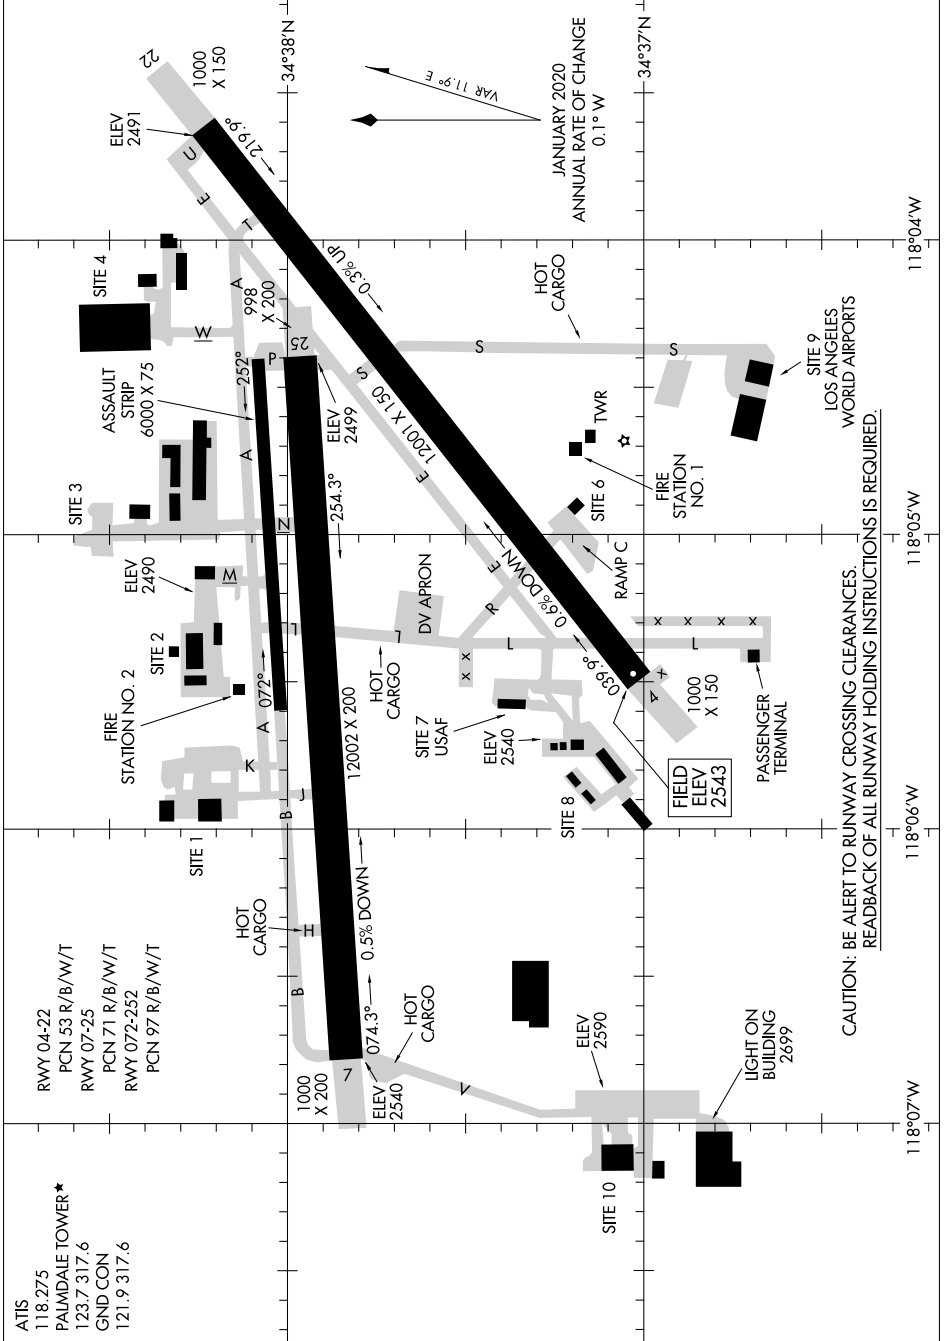 ATIS
118.275
PALMDALE TOWER★
123.7 317.6
GND CON
121.9 317.6
RWY 04-22
PCN 53 R/B/W/T
RWY 07-25
PCN 71 R/B/W/T
RWY 072-252
PCN 97 R/B/W/T
SITE 1
FIRE
STATION NO. 2
SITE 2
ELEV
2490
SITE 3
ASSAULT
STRIP
6000 X 75
SITE 4
ELEV
2491
22
1000
X 150
U
E
T
219.9°
A
998
X 200
W
252°
P
25
A
N
M
ELEV
2499
254.3°
L
072°
A
K
J
B
12002 X 200
HOT
CARGO
H
B
0.5% DOWN
074.3°
7
1000
X 200
ELEV
2540
HOT
CARGO
V
34°38'N
VAR 11.9° E
JANUARY 2020
ANNUAL RATE OF CHANGE
0.1° W
0.3% UP
12001 X 150
S
E
HOT
CARGO
S
S
TWR
FIRE
STATION
NO. 1
SITE 6
RAMP C
DV APRON
L
HOT
CARGO
R
E
0.6% DOWN
x x
L
039.9°
SITE 7
USAF
ELEV
2540
SITE 8
4
x
1000
X 150
FIELD
ELEV
2543
x x x x
L
PASSENGER
TERMINAL
SITE 9
LOS ANGELES
WORLD AIRPORTS
34°37'N
ELEV
2590
SITE 10
LIGHT ON
BUILDING
2699
118°07'W
118°06'W
118°05'W
118°04'W
CAUTION: BE ALERT TO RUNWAY CROSSING CLEARANCES.
READBACK OF ALL RUNWAY HOLDING INSTRUCTIONS IS REQUIRED.